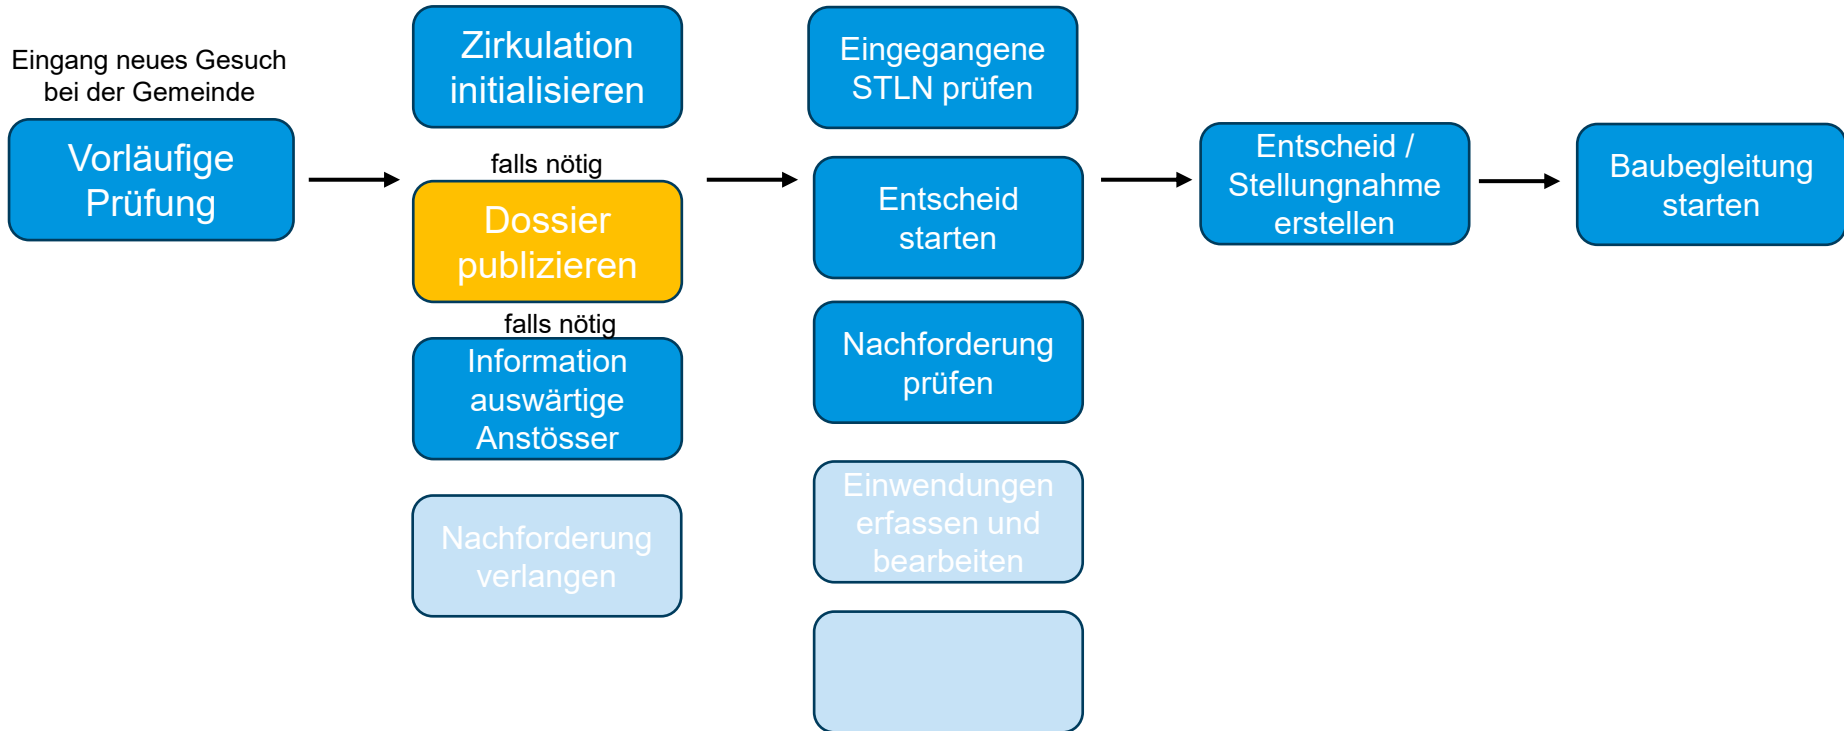 Eingang neues Gesuch
bei der Gemeinde
Vorläufige
Prüfung
Zirkulation
initialisieren
falls nötig
Dossier
publizieren
falls nötig
Information
auswärtige
Anstösser
Nachforderung
verlangen
Eingegangene
STLN prüfen
Entscheid
starten
Nachforderung
prüfen
Einwendungen
erfassen und
bearbeiten
Entscheid /
Stellungnahme
erstellen
Baubegleitung
starten